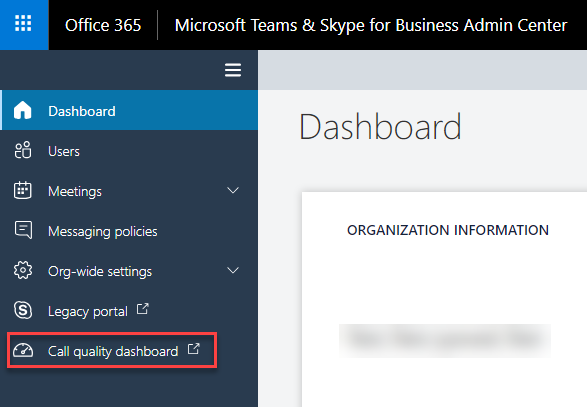 Office 365
Microsoft Teams & Skype for Business Admin Center
Dashboard
Users
Meetings
Messaging policies
Org-wide settings
Legacy portal
Call quality dashboard
Dashboard
ORGANIZATION INFORMATION